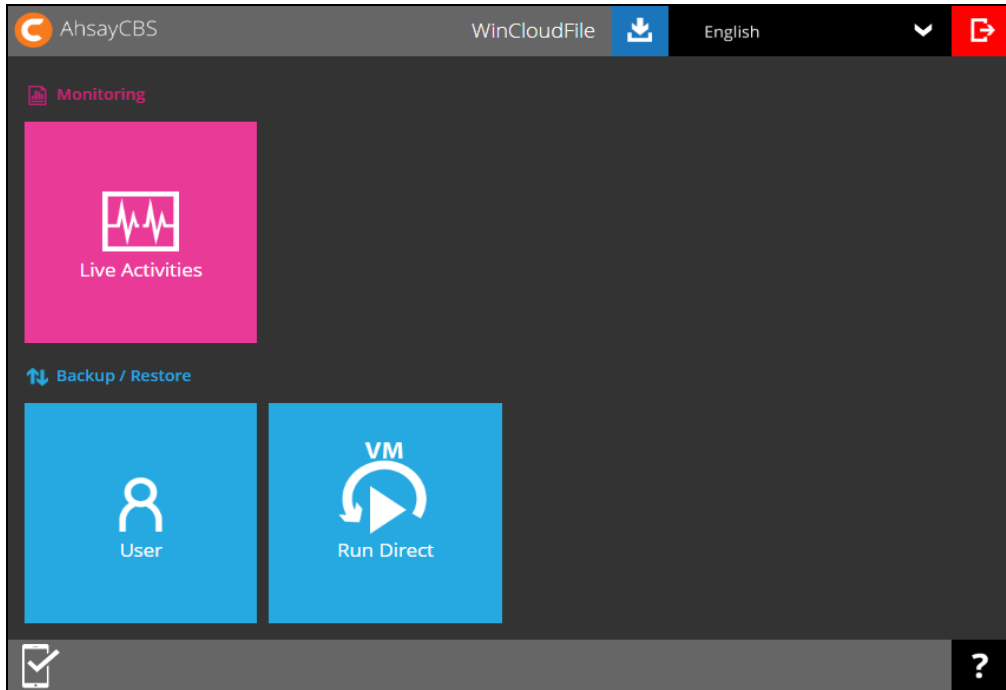 AhsayCBS WinCloudFile English
Monitoring
Live Activities
Backup / Restore
VM
User Run Direct
?